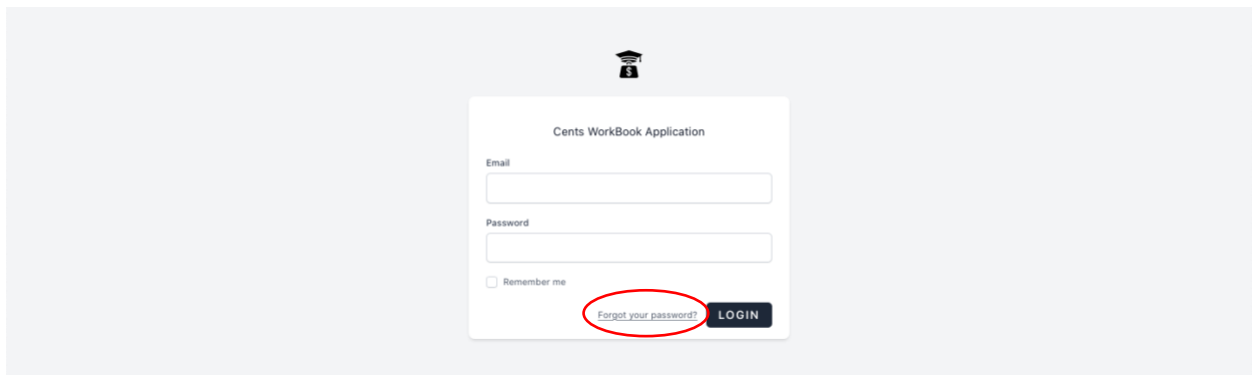 $
Cents WorkBook Application
Email
Password
Remember me
Forgot your password? LOGIN